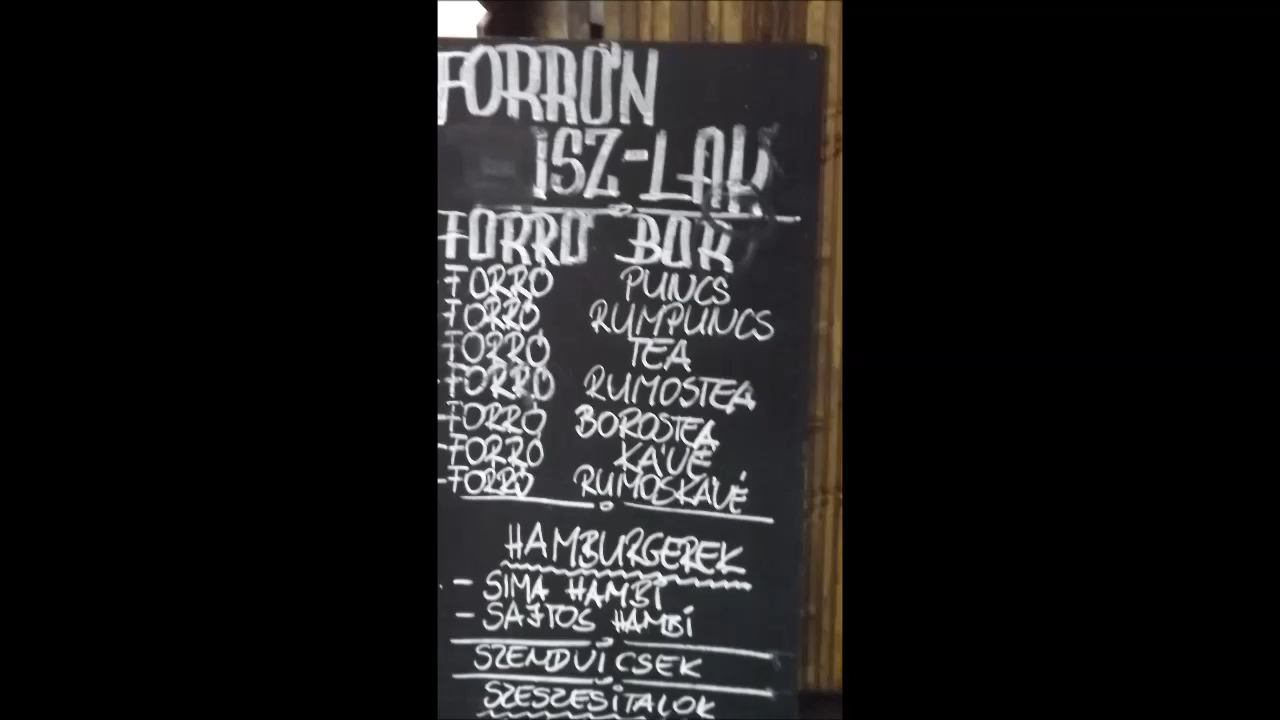 FORRÓN
ISZ-LAK
FORRÓ BOR
FORRÓ PUNCS
FORRÓ RUMPUNCS
FORRÓ TEA
FORRÓ RUMOSTEA
FORRÓ BOROSTEA
FORRÓ KÁVÉ
FORRÓ RUMOSKÁVÉ
HAMBURGEREK
- SIMA HAMBI
- SAJTOS HAMBI
SZENDVICSEK
SZESZESITALOK